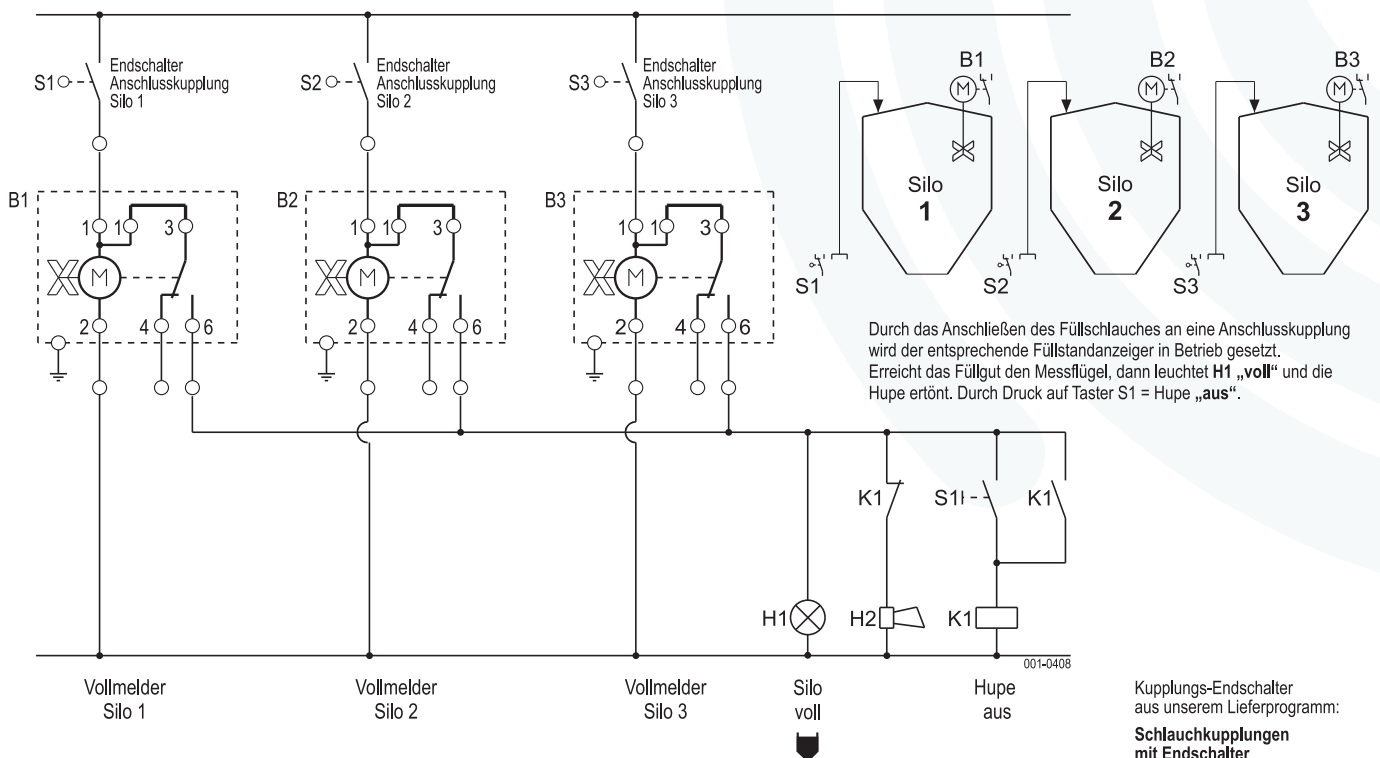 S1
Endschalter
Anschlusskupplung
Silo 1
S2
Endschalter
Anschlusskupplung
Silo 2
S3
Endschalter
Anschlusskupplung
Silo 3
B1
1 1 3
M
2 4 6
B2
1 1 3
M
2 4 6
B3
1 1 3
M
2 4 6
B1
M
Silo
1
S1
B2
M
Silo
2
S2
B3
M
Silo
3
S3
Durch das Anschließen des Füllschlauches an eine Anschlusskupplung
wird der entsprechende Füllstandanzeiger in Betrieb gesetzt.
Erreicht das Füllgut den Messflügel, dann leuchtet H1 „voll“ und die
Hupe ertönt. Durch Druck auf Taster S1 = Hupe „aus“.
K1 S1 K1
H1 H2 K1
001-0408
Vollmelder
Silo 1
Vollmelder
Silo 2
Vollmelder
Silo 3
Silo
voll
Hupe
aus
Kupplungs-Endschalter
aus unserem Lieferprogramm:
Schlauchkupplungen
mit Endschalter